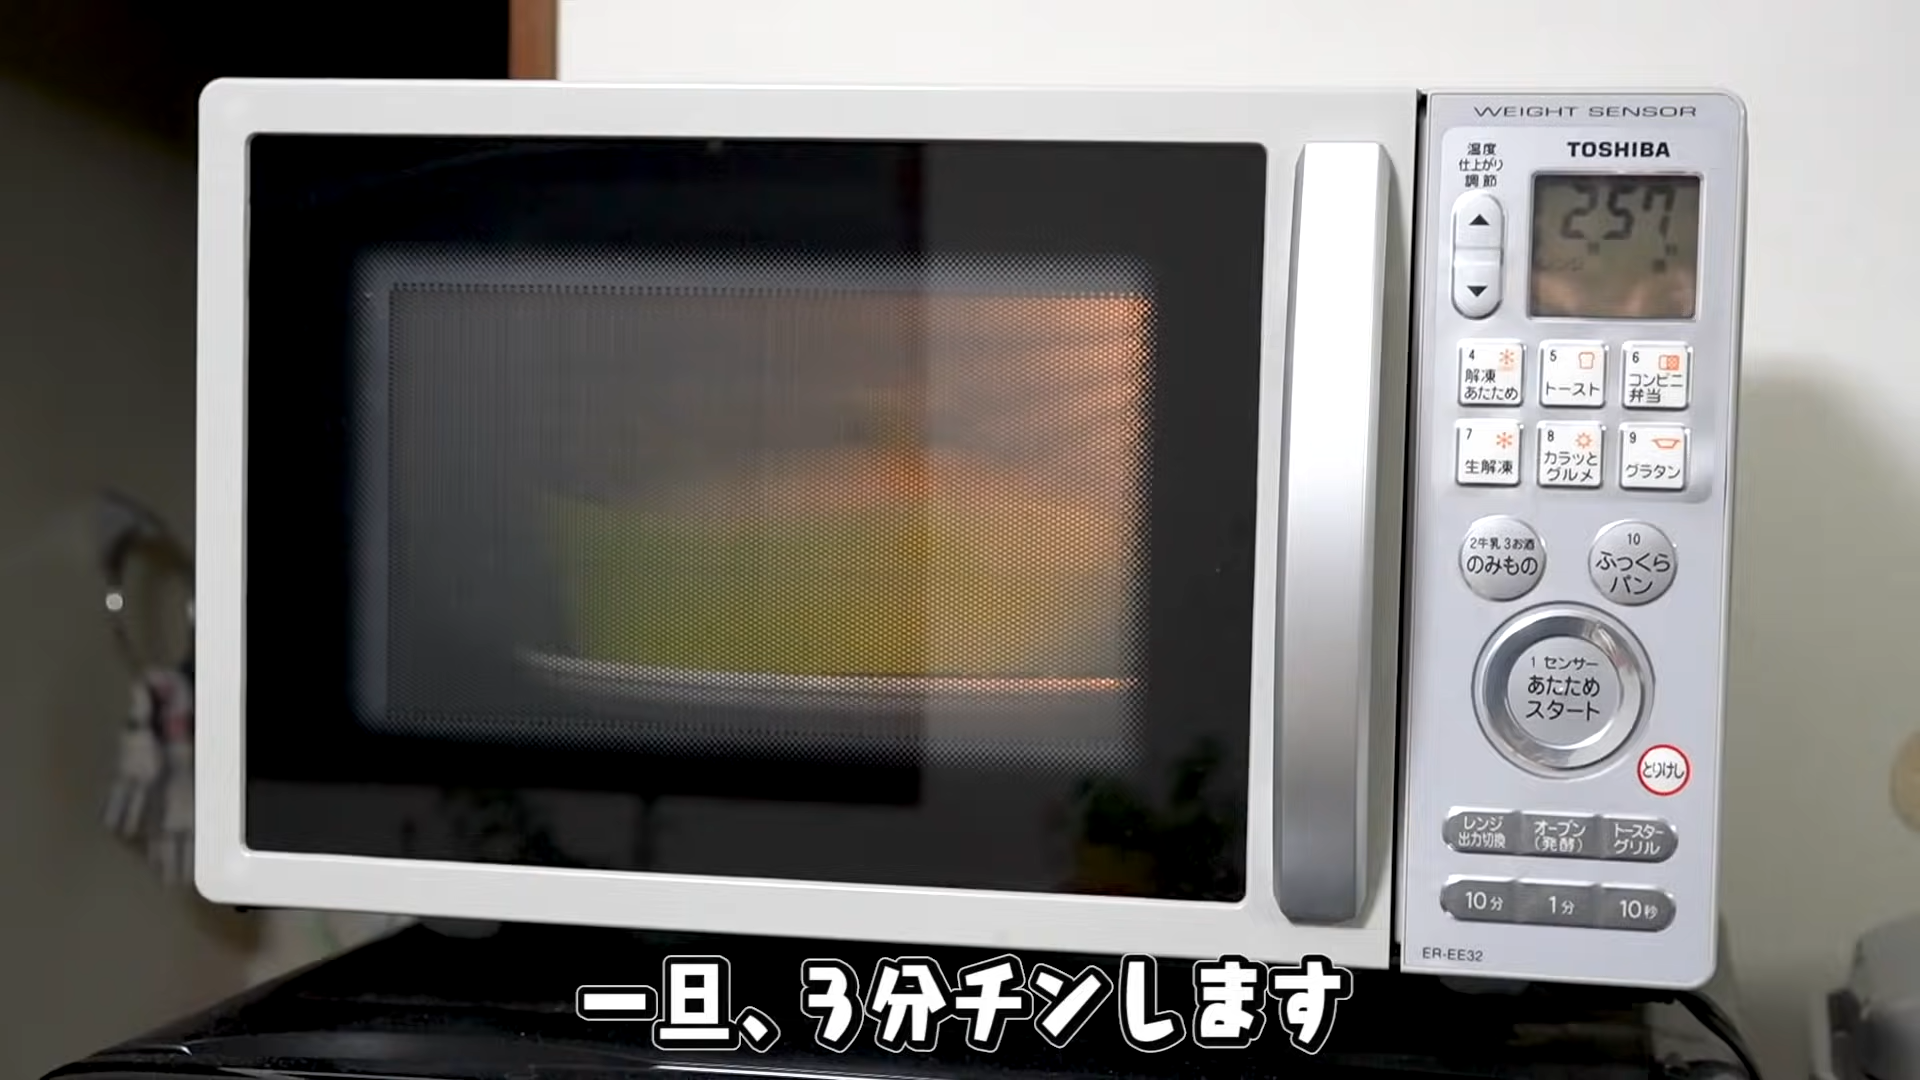 WEIGHT SENSOR
TOSHIBA
温度
仕上がり
調節
2 57
レンジ
4
解凍
あたため
5
トースト
6
コンビニ
弁当
7
生解凍
8
カラッと
グルメ
9
グラタン
2牛乳 3お酒
のみもの
10
ふっくら
パン
1 センサー
あたため
スタート
とりけし
レンジ
出力切換
オーブン
(発酵)
トースター
グリル
10分
1分
10秒
ER-EE32
一旦、3分チンします